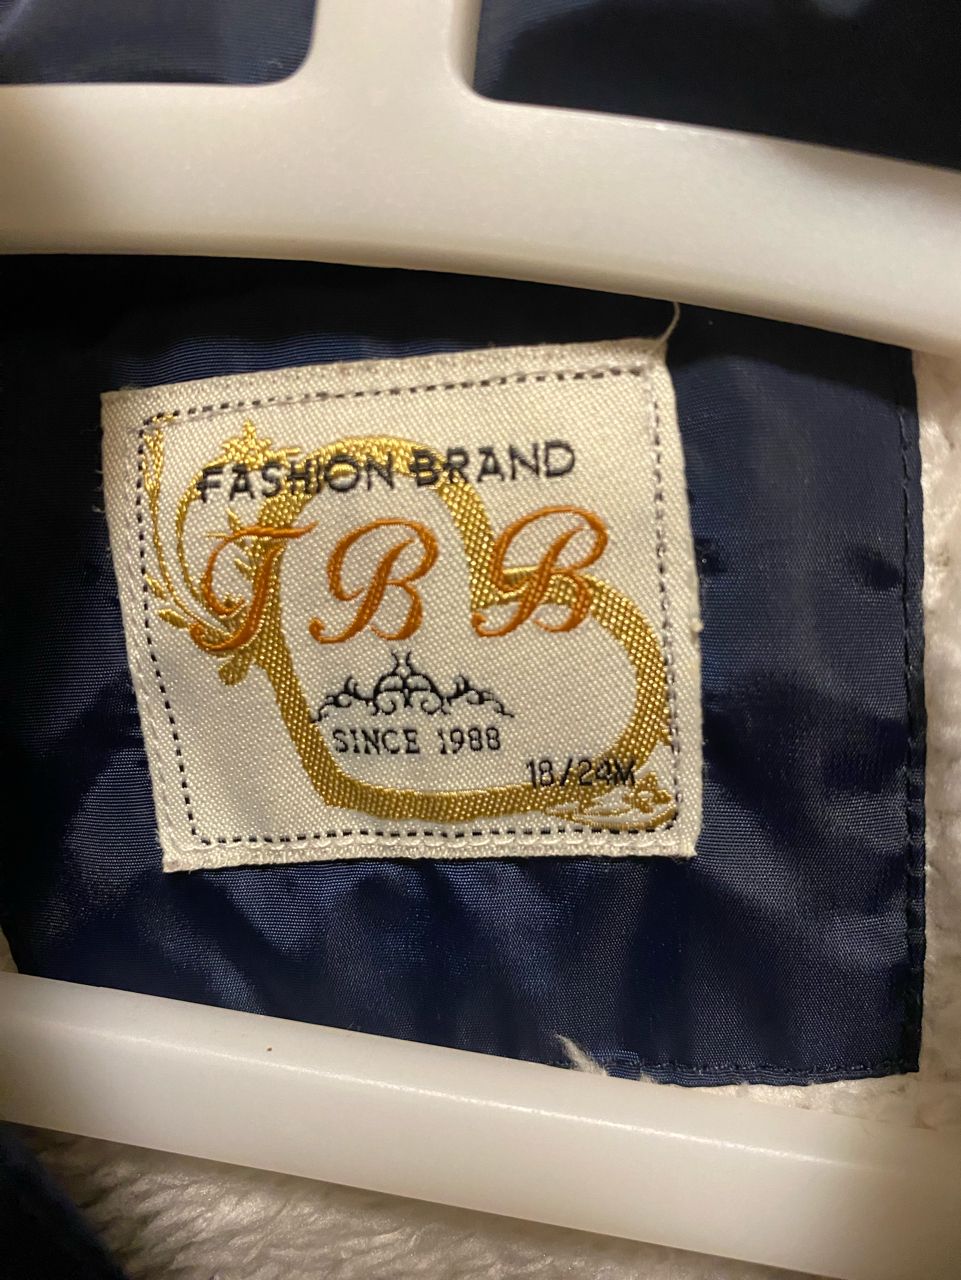 FASHION BRAND
TBB
SINCE 1988
18/24M